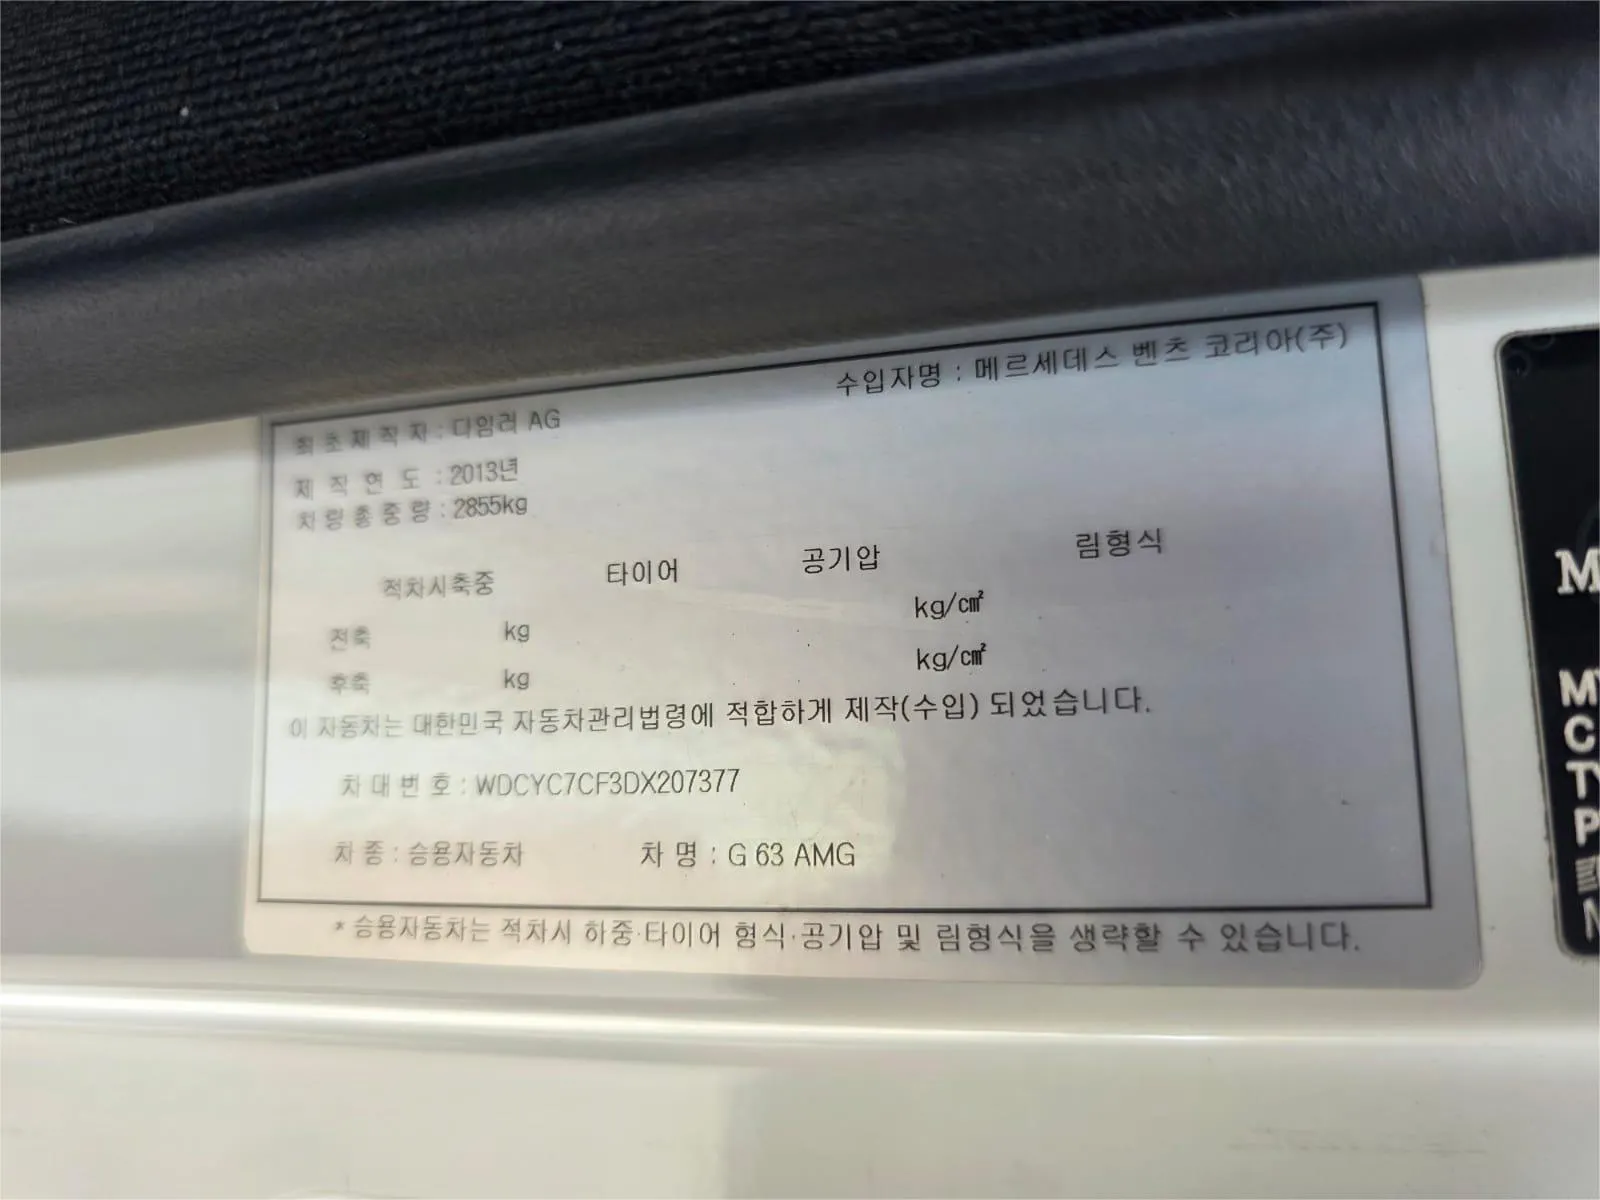 수입자명 : 메르세데스 벤츠 코리아(주)
최초제작자 : 디임러 AG
제작연도 : 2013년
차량총중량 : 2855kg
적차시축중 타이어 공기압 림형식
전축 kg kg/㎠
후축 kg kg/㎠
이 자동차는 대한민국 자동차관리법령에 적합하게 제작(수입) 되었습니다.
차대번호 : WDCYC7CF3DX207377
차종 : 승용자동차 차명 : G 63 AMG
* 승용자동차는 적차시 하중·타이어 형식·공기압 및 림형식을 생략할 수 있습니다.